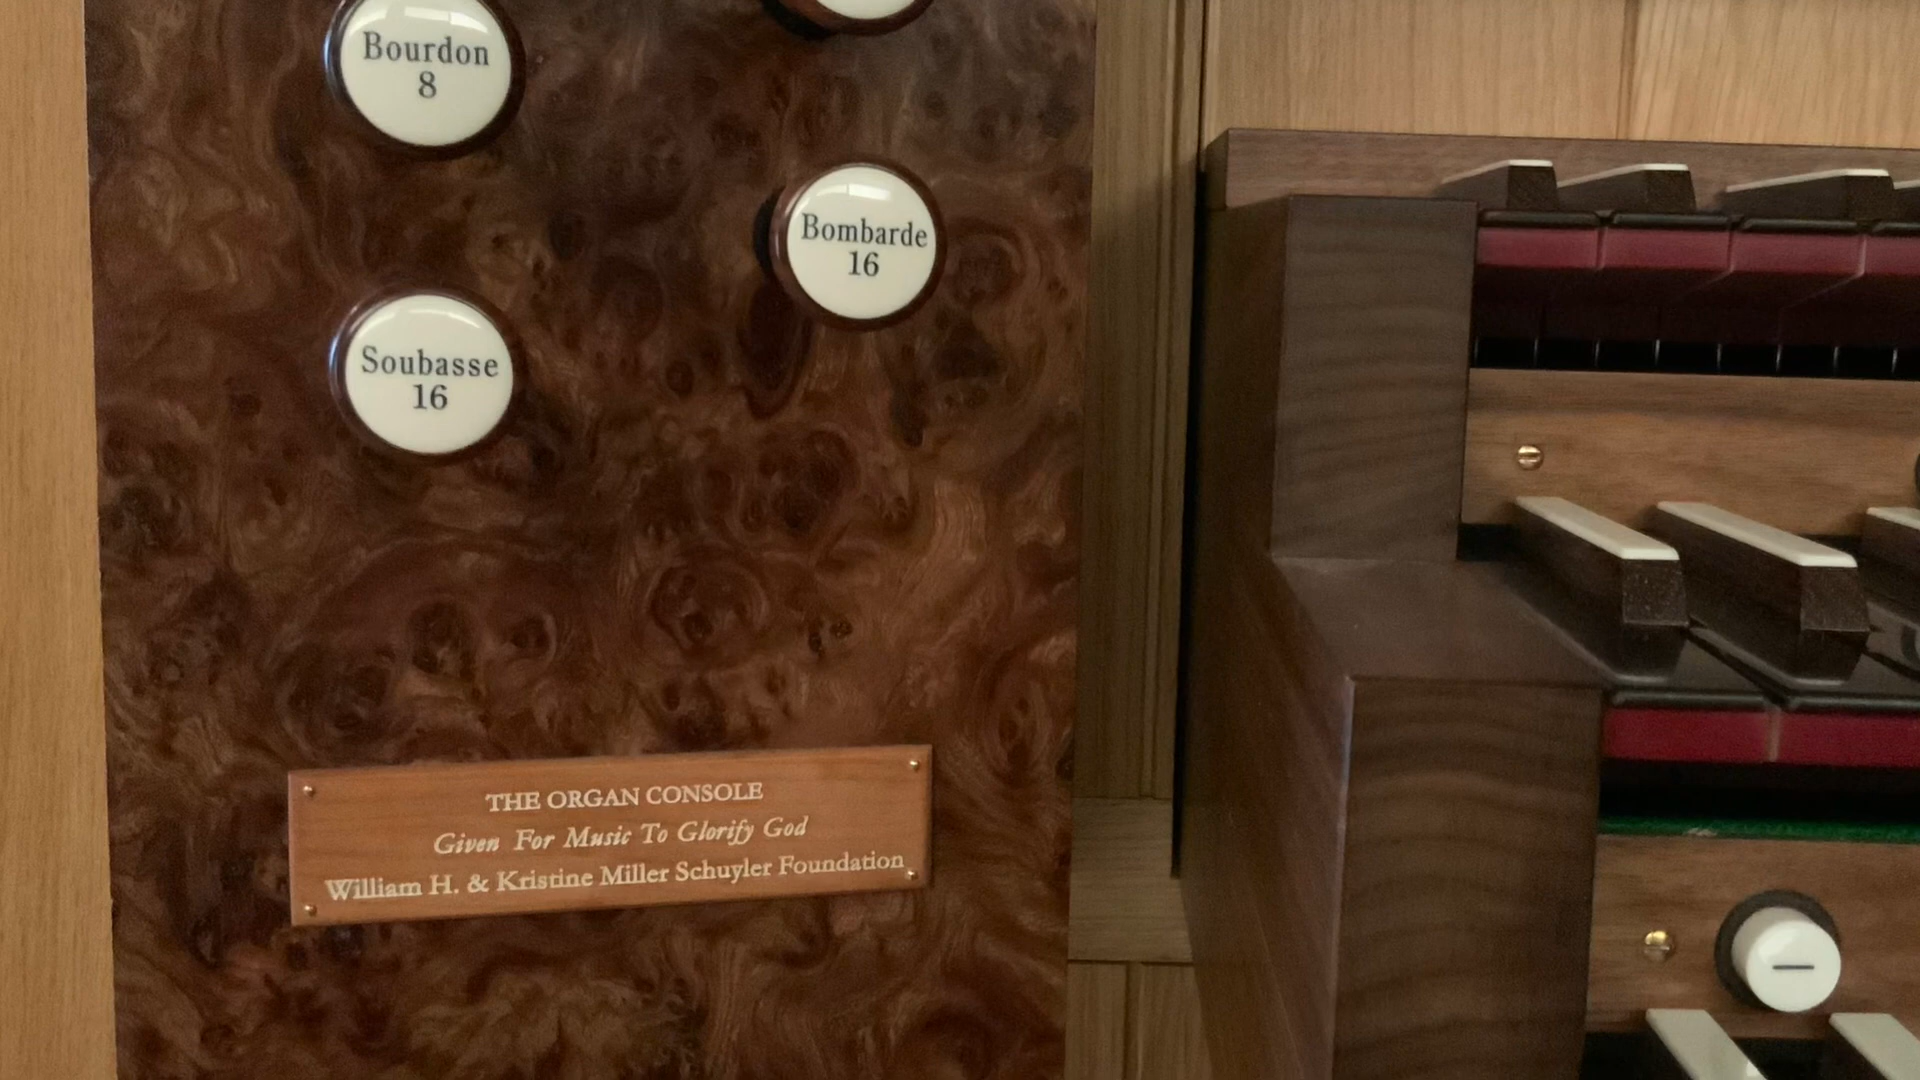 Bourdon
8
Bombarde
16
Soubasse
16
THE ORGAN CONSOLE
Given For Music To Glorify God
William H. & Kristine Miller Schuyler Foundation